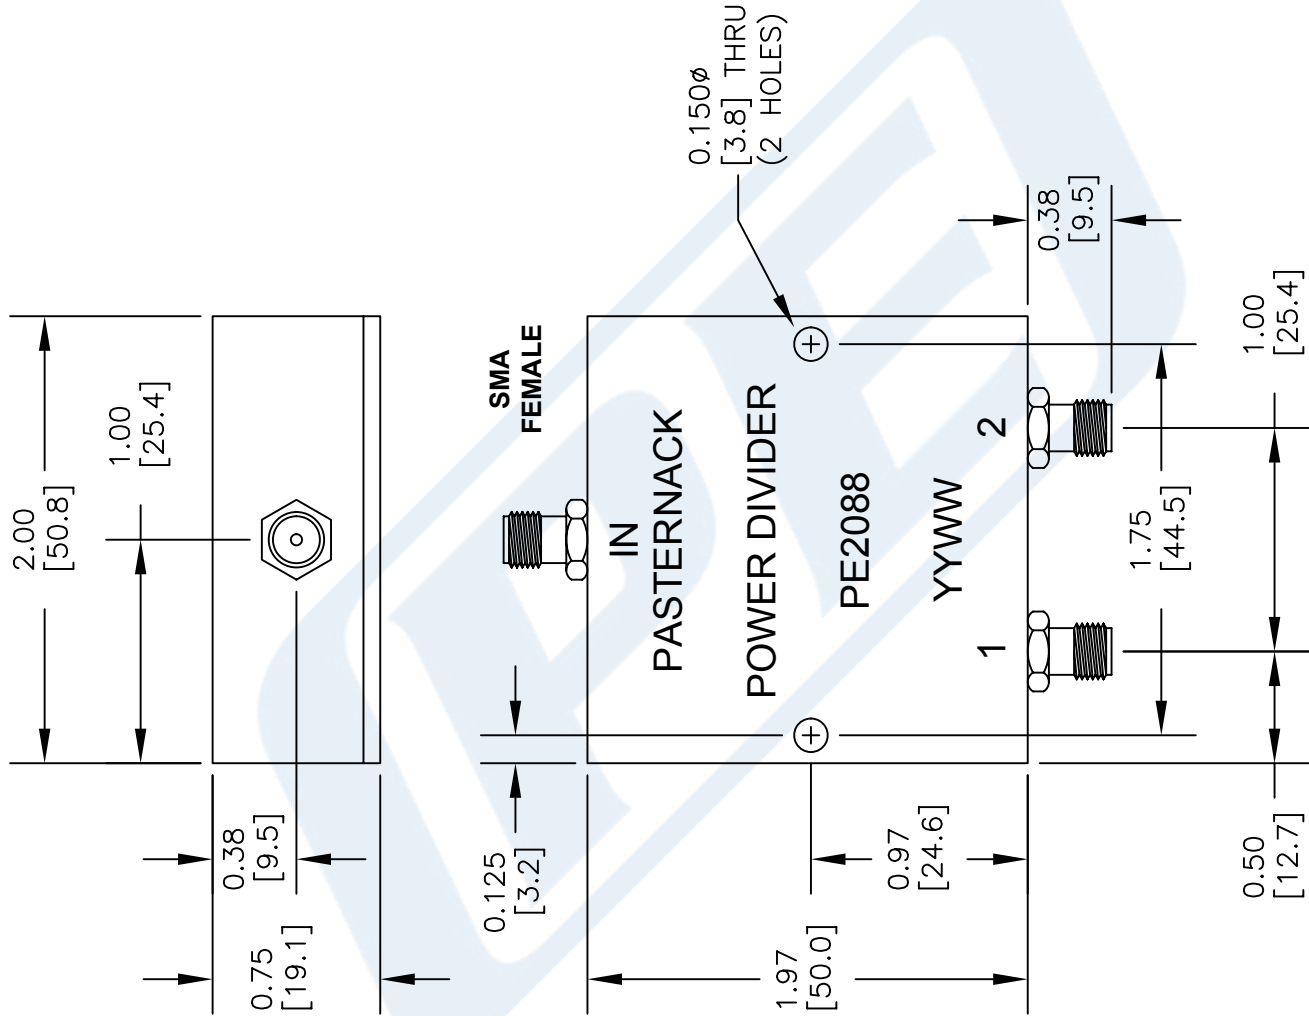 2.00
[50.8]
1.00
[25.4]
0.38
[9.5]
0.75
[19.1]
SMA
FEMALE
0.150ø
[3.8] THRU
(2 HOLES)
0.125
[3.2]
IN
PASTERNACK
POWER DIVIDER
PE2088
YYWW
1
2
1.97
[50.0]
0.97
[24.6]
0.38
[9.5]
1.75
[44.5]
1.00
[25.4]
0.50
[12.7]
PE